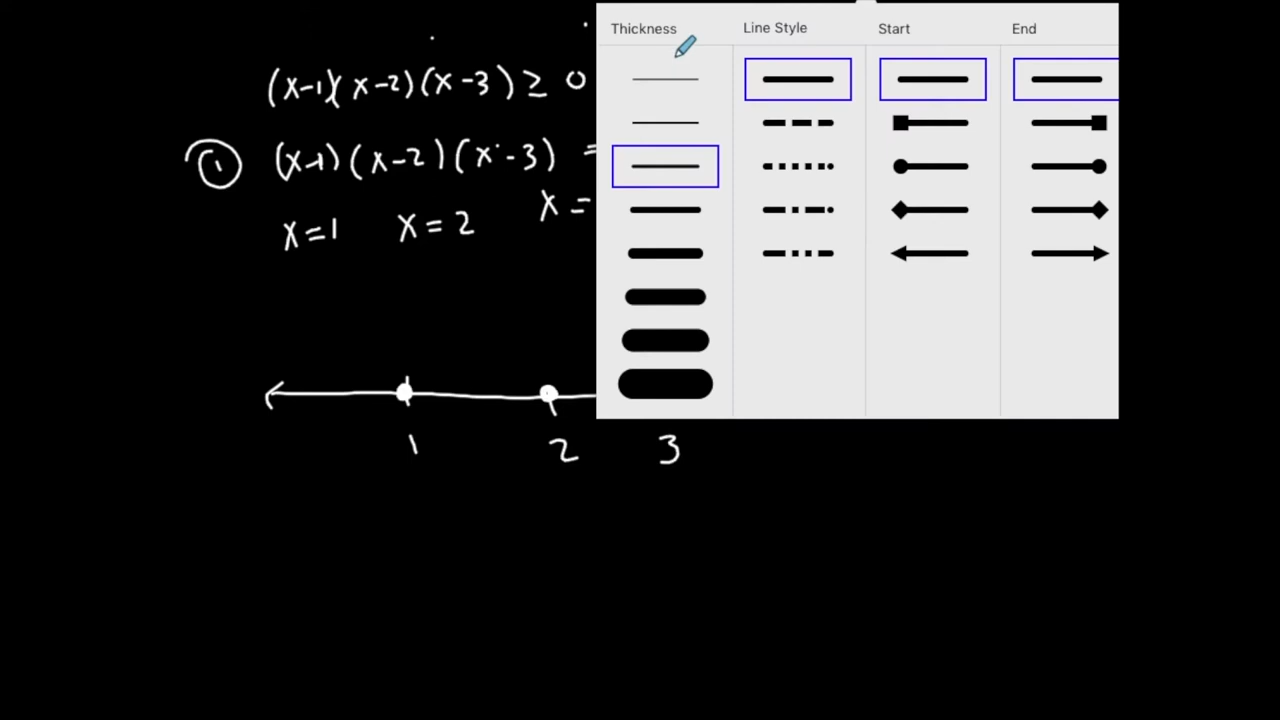 Thickness Line Style Start End
(x-1)(x-2)(x-3) ≥ 0
① (x-1)(x-2)(x-3) =
x=1 x=2 x=
1 2 3